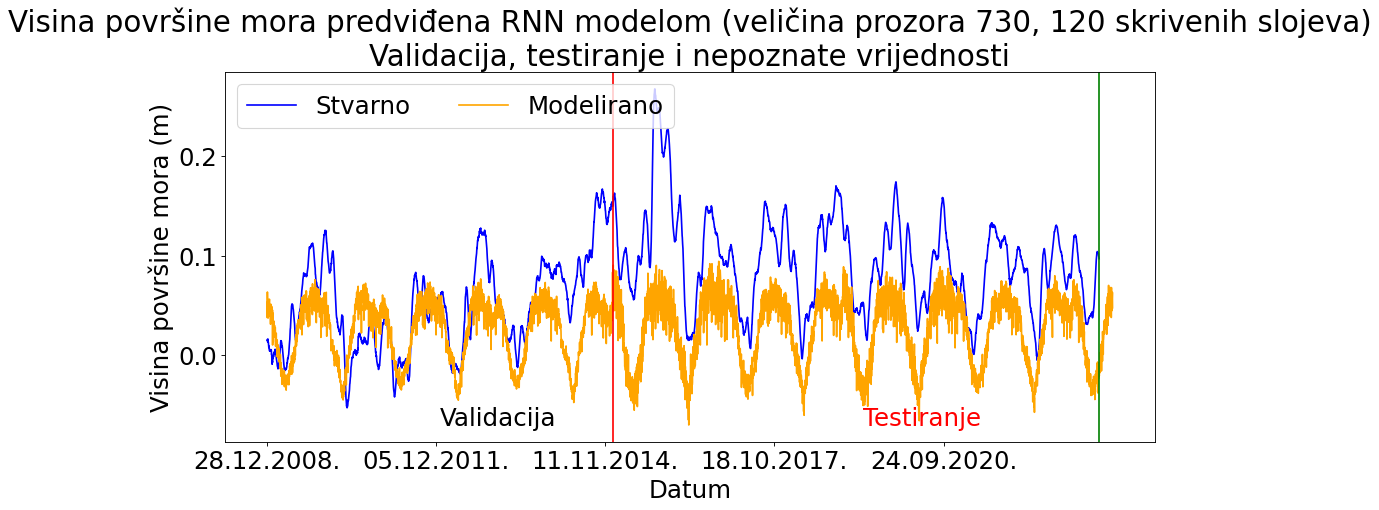 Visina površine mora predviđena RNN modelom (veličina prozora 730, 120 skrivenih slojeva)
Validacija, testiranje i nepoznate vrijednosti
Stvarno Modelirano
Visina površine mora (m)
0.2
0.1
0.0
Validacija Testiranje
28.12.2008. 05.12.2011. 11.11.2014. 18.10.2017. 24.09.2020.
Datum